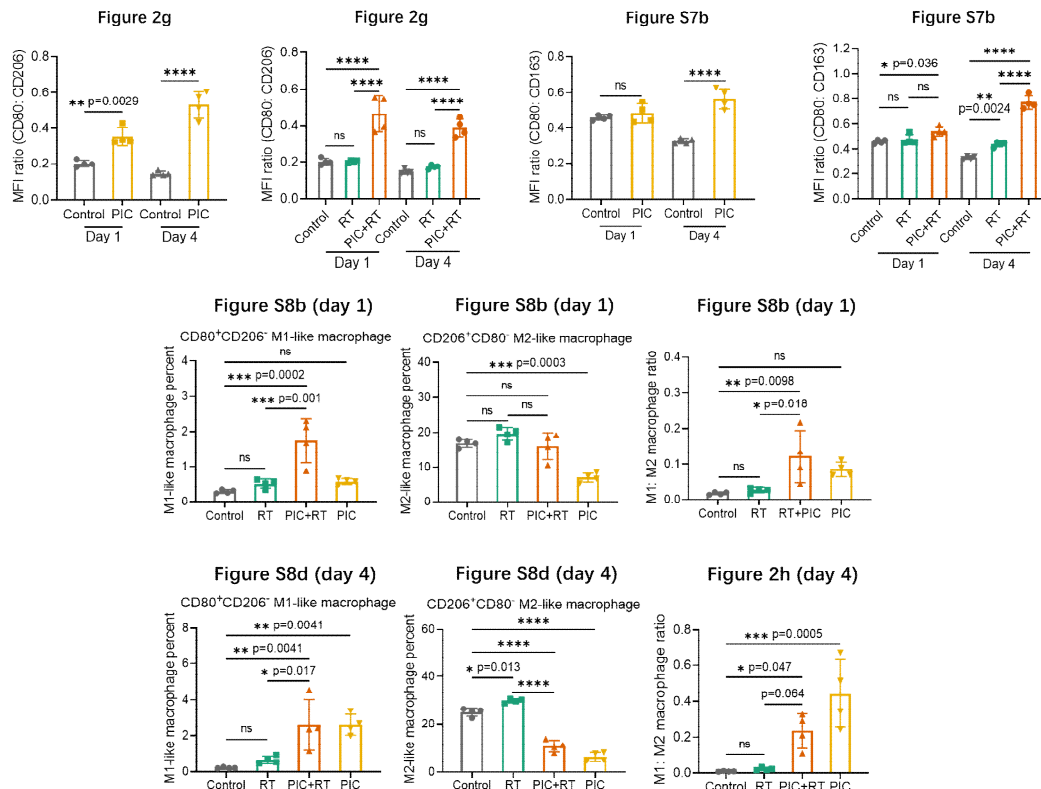 Figure 2g
MFI ratio (CD80: CD206)
0.8
0.6
0.4
0.2
0.0
** p=0.0029
****
Control PIC Control PIC
Day 1 Day 4
Figure 2g
MFI ratio (CD80: CD206)
0.8
0.6
0.4
0.2
0.0
****
****
ns
****
****
ns
Control RT PIC+RT Control RT PIC+RT
Day 1 Day 4
Figure S7b
MFI ratio (CD80: CD163)
0.8
0.6
0.4
0.2
0.0
ns
****
Control PIC Control PIC
Day 1 Day 4
Figure S7b
MFI ratio (CD80: CD163)
1.2
1.0
0.8
0.6
0.4
0.2
0.0
* p=0.036
ns ns
****
****
**
p=0.0024
Control RT PIC+RT Control RT PIC+RT
Day 1 Day 4
Figure S8b (day 1)
CD80+CD206- M1-like macrophage
M1-like macrophage percent
4
3
2
1
0
ns
*** p=0.0002
*** p=0.001
ns
Control RT PIC+RT PIC
Figure S8b (day 1)
CD206+CD80- M2-like macrophage
M2-like macrophage percent
40
30
20
10
0
*** p=0.0003
ns
ns ns
Control RT PIC+RT PIC
Figure S8b (day 1)
M1: M2 macrophage ratio
0.4
0.3
0.2
0.1
0.0
ns
** p=0.0098
* p=0.018
ns
Control RT RT+PIC PIC
Figure S8d (day 4)
CD80+CD206- M1-like macrophage
M1-like macrophage percent
8
6
4
2
0
** p=0.0041
** p=0.0041
* p=0.017
ns
Control RT PIC+RT PIC
Figure S8d (day 4)
CD206+CD80- M2-like macrophage
M2-like macrophage percent
60
40
20
0
****
****
* p=0.013
****
Control RT PIC+RT PIC
Figure 2h (day 4)
M1: M2 macrophage ratio
0.8
0.6
0.4
0.2
0.0
*** p=0.0005
* p=0.047
p=0.064
ns
Control RT PIC+RT PIC